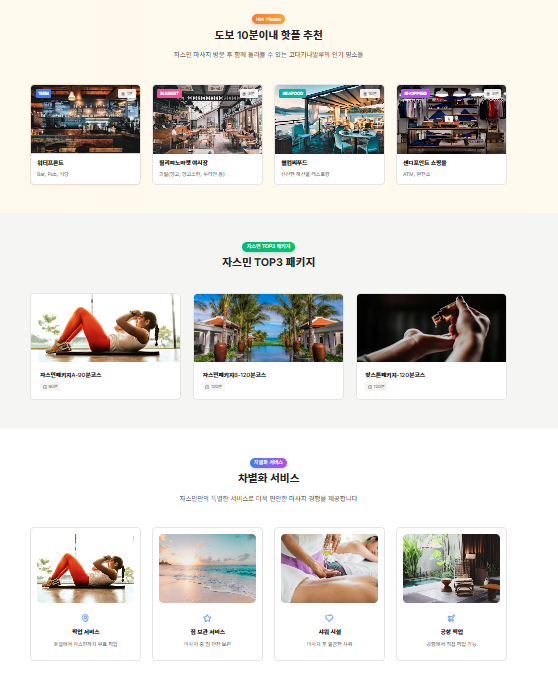 Hot Places
도보 10분이내 핫플 추천
자스민 마사지 방문 후 함께 둘러볼 수 있는 코타키나발루의 인기 명소들
MARKET
SEAFOOD
SHOPPING
워터프론트
Bar, Pub, 식당
필리피노마켓 야시장
과일(망고, 망고스틴, 두리안 등)
웰컴씨푸드
신선한 해산물 레스토랑
센터포인트 쇼핑몰
ATM, 환전소
자스민 TOP3 패키지
자스민 TOP3 패키지
자스민패키지A-90분코스
90분
자스민패키지B-120분코스
120분
핫스톤패키지-120분코스
120분
차별화 서비스
차별화 서비스
자스민만의 특별한 서비스로 더욱 편안한 마사지 경험을 제공합니다
픽업 서비스
호텔에서 자스민까지 무료 픽업
짐 보관 서비스
마사지 중 짐 안전 보관
샤워 시설
마사지 후 깔끔한 샤워
공항 픽업
공항에서 직접 픽업 가능